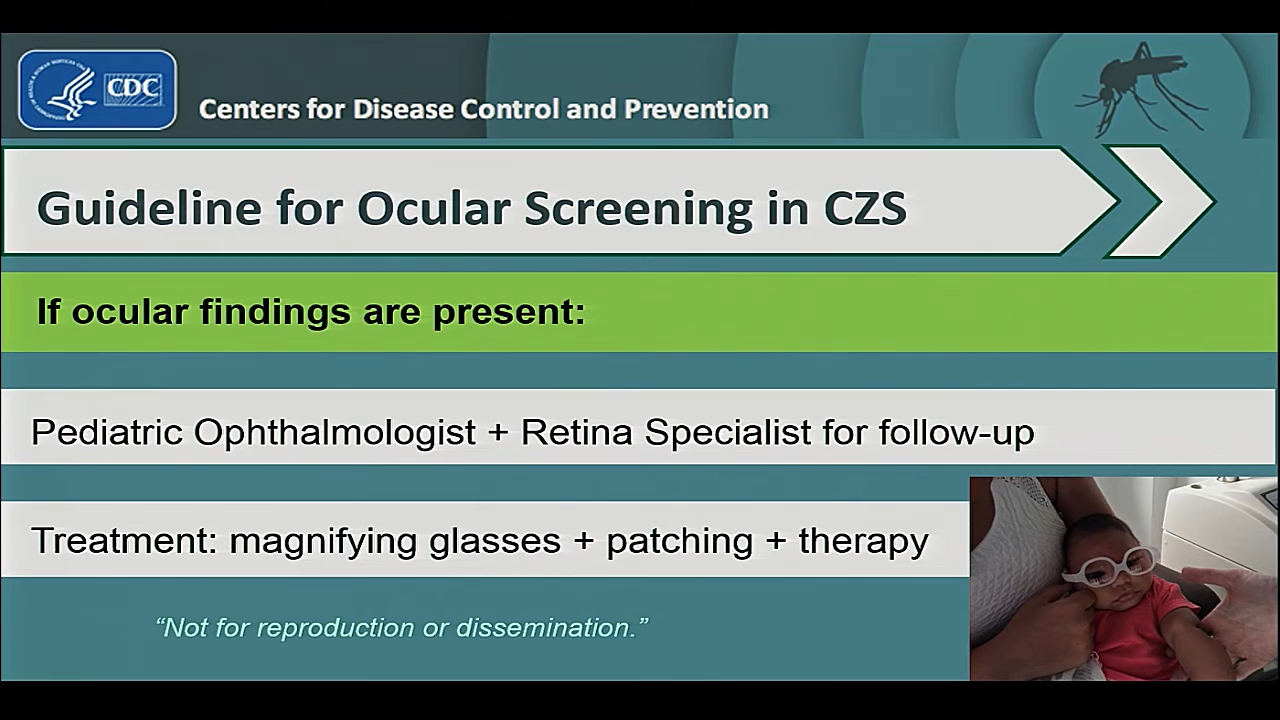 CDC
Centers for Disease Control and Prevention
Guideline for Ocular Screening in CZS
If ocular findings are present:
Pediatric Ophthalmologist + Retina Specialist for follow-up
Treatment: magnifying glasses + patching + therapy
“Not for reproduction or dissemination.”